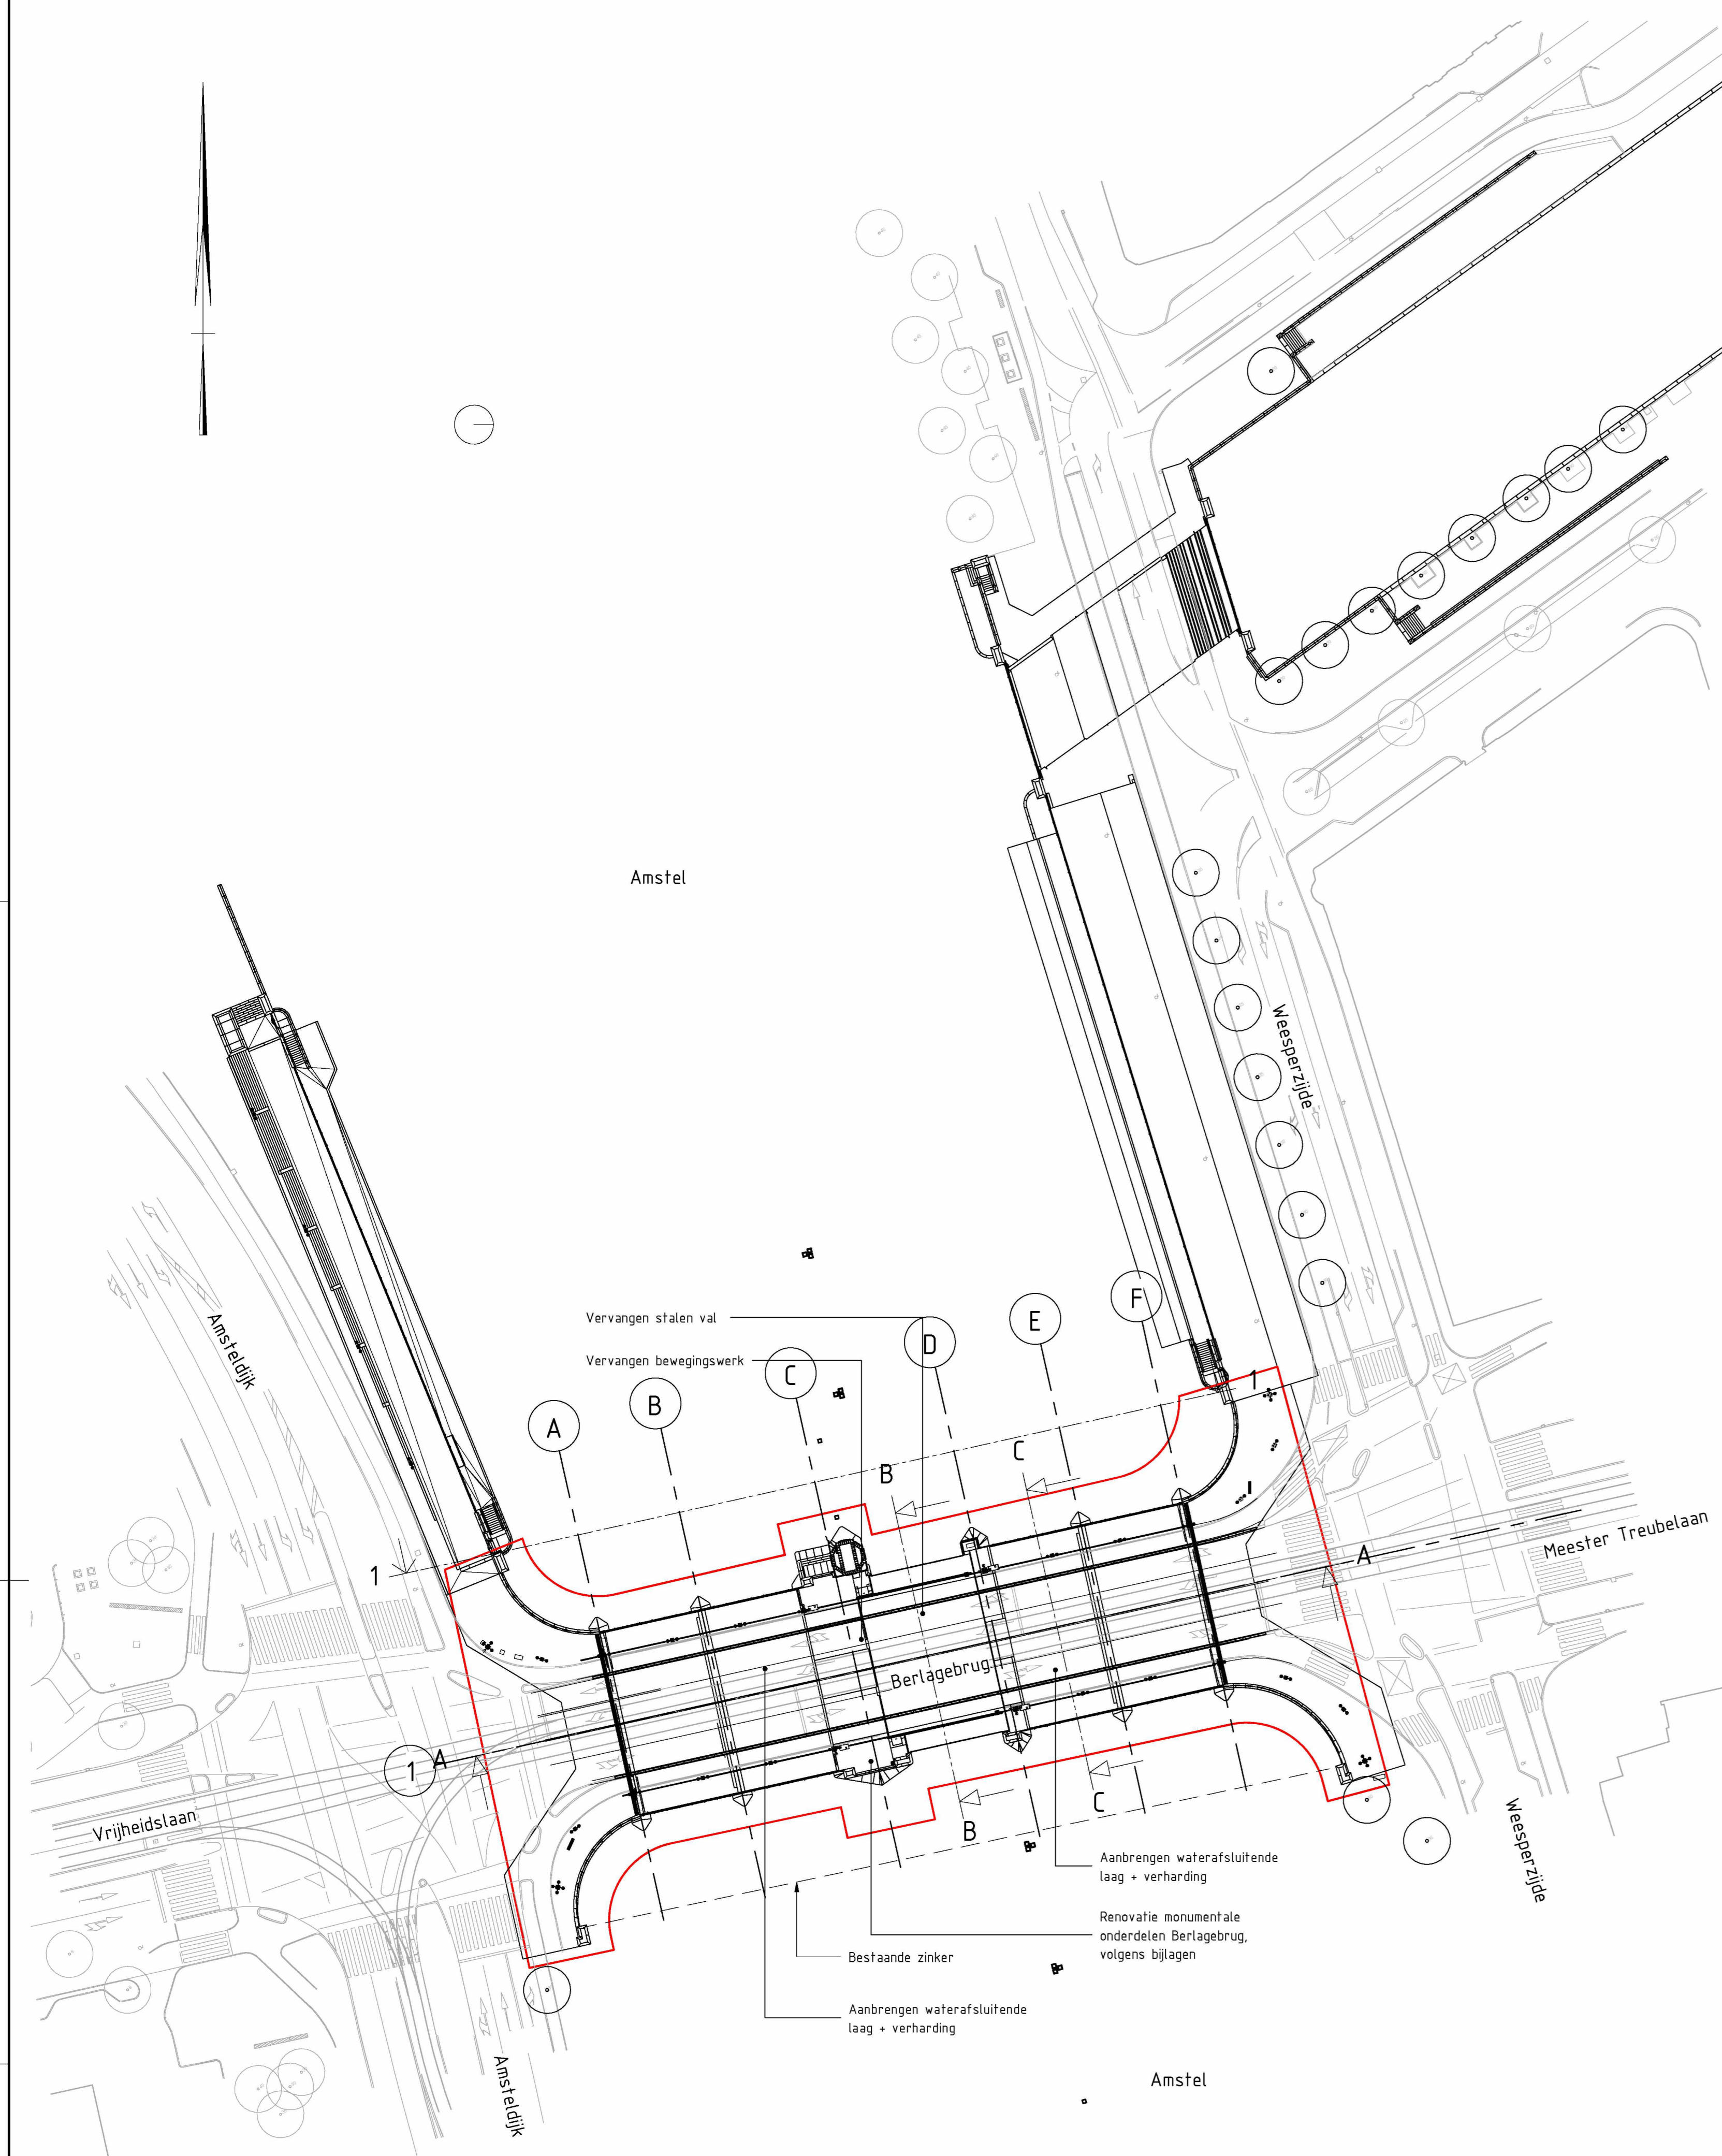 Amstel
Weesperzijde
Amsteldijk
Vervangen stalen val
Vervangen bewegingswerk
A
B
C
D
E
F
1
1
B
C
A
Meester Treubelaan
Berlagebrug
1
A
Vrijheidslaan
B
C
Aanbrengen waterafsluitende
laag + verharding
Renovatie monumentale
onderdelen Berlagebrug,
volgens bijlagen
Bestaande zinker
Aanbrengen waterafsluitende
laag + verharding
Weesperzijde
Amsteldijk
Amstel